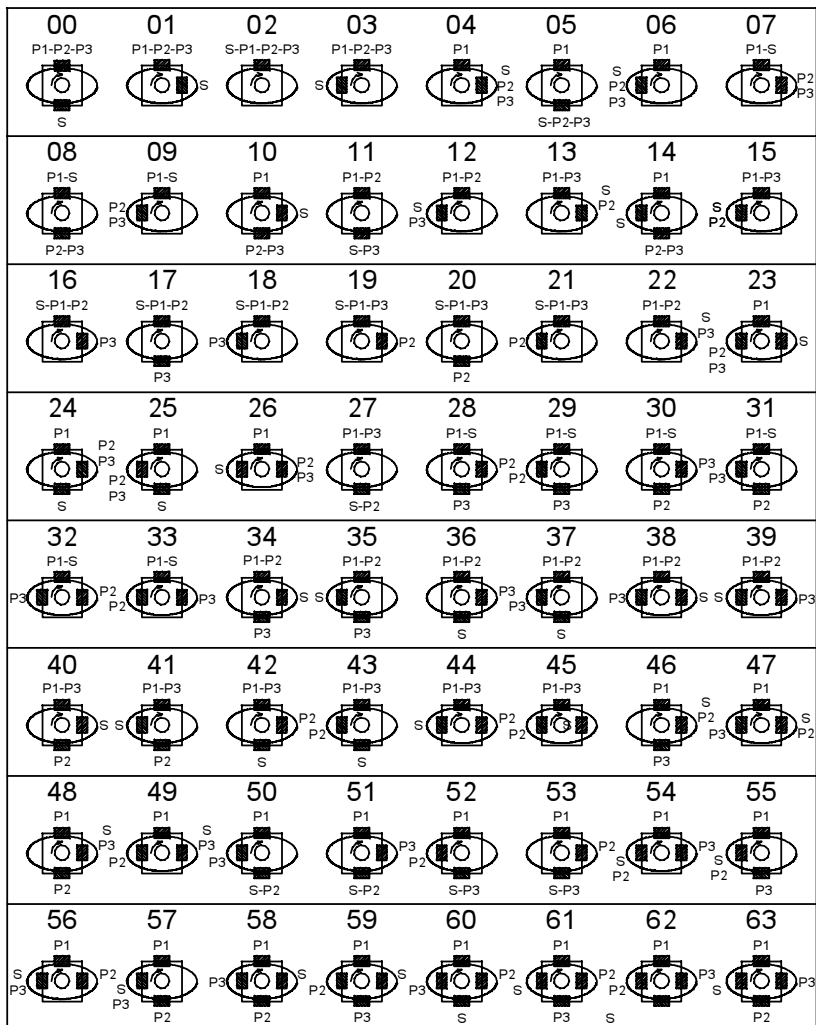 00 01 02 03 04 05 06 07
P1-P2-P3 P1-P2-P3 S-P1-P2-P3 P1-P2-P3 P1 P1 P1 P1-S
S S
S S P2 P2 P2
P3 P3 P3
S S-P2-P3
08 09 10 11 12 13 14 15
P1-S P1-S P1 P1-P2 P1-P2 P1-P3 P1 P1-P3
S
P2 S S P2 S
P3 P3 S P2
P2-P3 P2-P3 S-P3 P2-P3
16 17 18 19 20 21 22 23
S-P1-P2 S-P1-P2 S-P1-P2 S-P1-P3 S-P1-P3 S-P1-P3 P1-P2 P1
S
P3
P3 P3 P2 P2 S
P2
P3
P3 P2
24 25 26 27 28 29 30 31
P1 P1 P1 P1-P3 P1-S P1-S P1-S P1-S
P2
P3 S P2 P2 P3
P2 P3 P2 P3
P3
S S S-P2 P3 P3 P2 P2
32 33 34 35 36 37 38 39
P1-S P1-S P1-P2 P1-P2 P1-P2 P1-P2 P1-P2 P1-P2
P2 P3
P3 P3 S S P3 S S P3
P2 P3
P3 P3 S S
40 41 42 43 44 45 46 47
P1-P3 P1-P3 P1-P3 P1-P3 P1-P3 P1-P3 P1 P1
S
P2 S
S S P2 S P2 S P3 P2
P2 P2
P2 P2 S S P3
48 49 50 51 52 53 54 55
P1 P1 P1 P1 P1 P1 P1 P1
S S
P3 P3 P3 P2 P3
P2 P3 P2 S S
P2 P2
P2 S-P2 S-P2 S-P3 S-P3 P3
56 57 58 59 60 61 62 63
P1 P1 P1 P1 P1 P1 P1 P1
S P2 S S P2 P2 P3 P3
P3 S P3 P2 P3 S P2 S
P3
P2 P2 P3 S P3 S P2